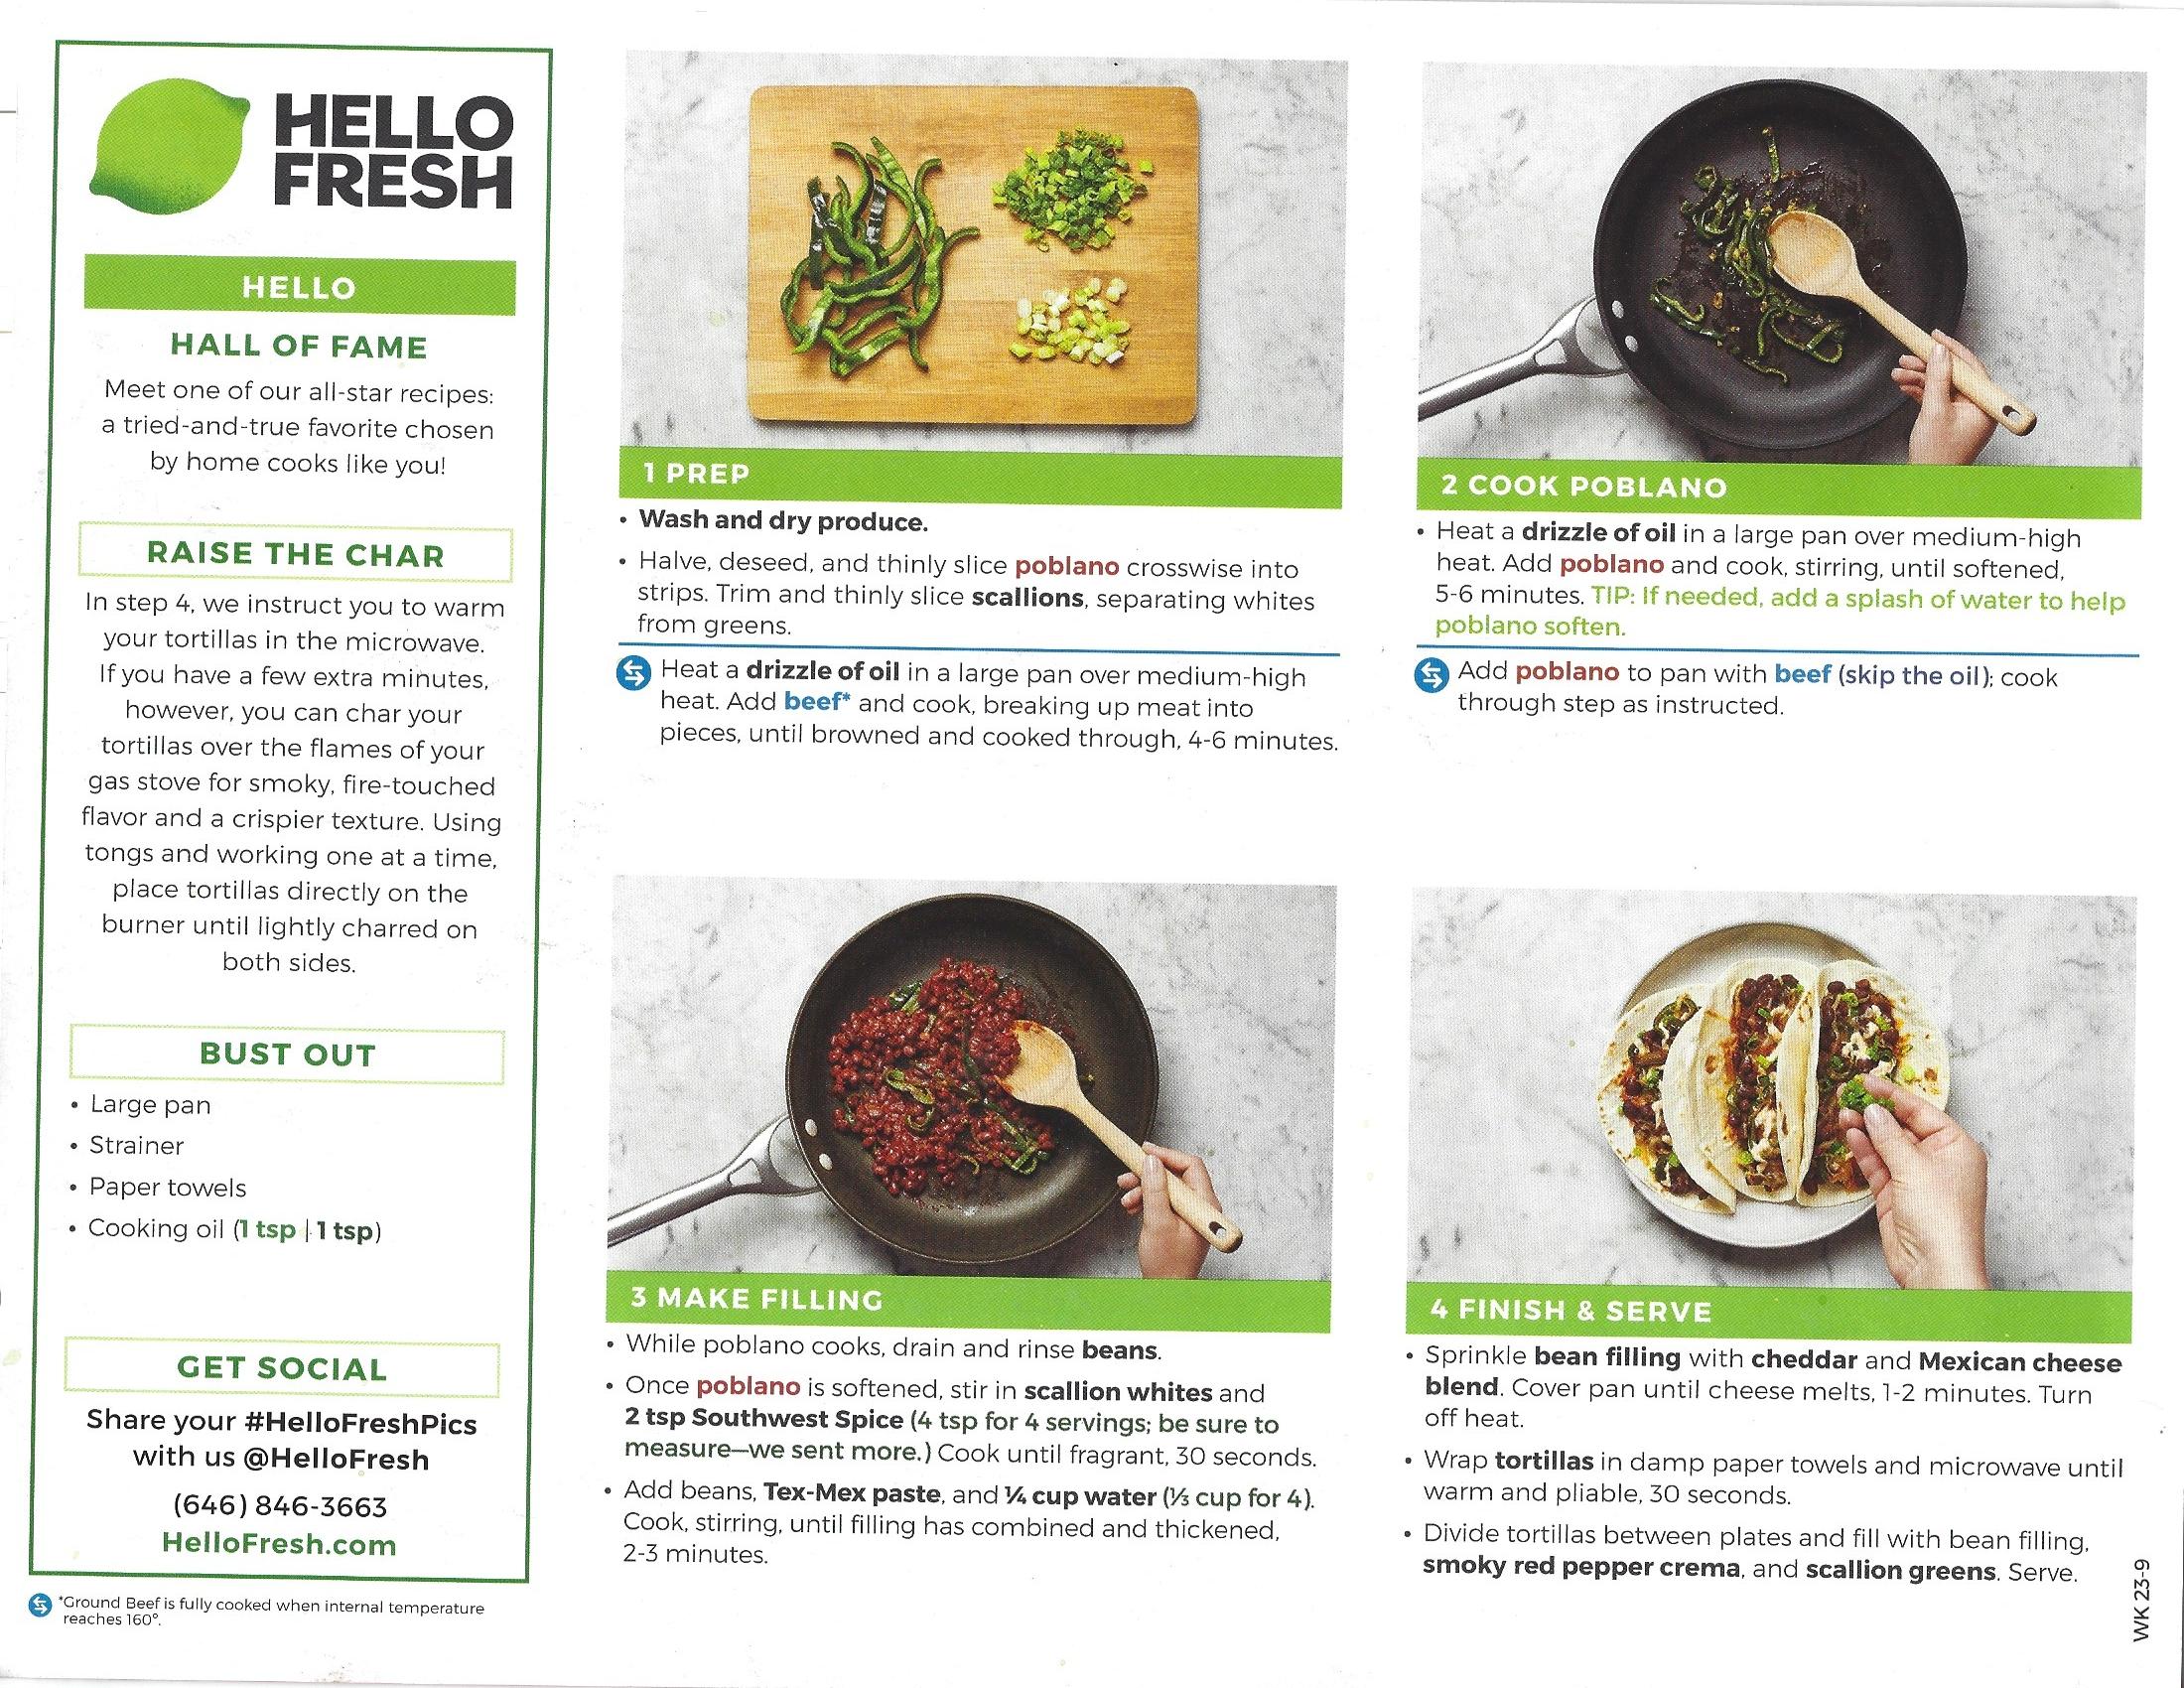 HELLO
FRESH
HELLO
HALL OF FAME
Meet one of our all-star recipes:
a tried-and-true favorite chosen
by home cooks like you!
RAISE THE CHAR
In step 4, we instruct you to warm
your tortillas in the microwave.
If you have a few extra minutes,
however, you can char your
tortillas over the flames of your
gas stove for smoky, fire-touched
flavor and a crispier texture. Using
tongs and working one at a time,
place tortillas directly on the
burner until lightly charred on
both sides.
BUST OUT
• Large pan
• Strainer
• Paper towels
• Cooking oil (1 tsp | 1 tsp)
GET SOCIAL
Share your #HelloFreshPics
with us @HelloFresh
(646) 846-3663
HelloFresh.com
*Ground Beef is fully cooked when internal temperature
reaches 160°.
1 PREP
• Wash and dry produce.
• Halve, deseed, and thinly slice poblano crosswise into
strips. Trim and thinly slice scallions, separating whites
from greens.
Heat a drizzle of oil in a large pan over medium-high
heat. Add beef* and cook, breaking up meat into
pieces, until browned and cooked through, 4-6 minutes.
2 COOK POBLANO
• Heat a drizzle of oil in a large pan over medium-high
heat. Add poblano and cook, stirring, until softened,
5-6 minutes. TIP: If needed, add a splash of water to help
poblano soften.
Add poblano to pan with beef (skip the oil); cook
through step as instructed.
3 MAKE FILLING
• While poblano cooks, drain and rinse beans.
• Once poblano is softened, stir in scallion whites and
2 tsp Southwest Spice (4 tsp for 4 servings; be sure to
measure—we sent more.) Cook until fragrant, 30 seconds.
• Add beans, Tex-Mex paste, and ¼ cup water (⅓ cup for 4).
Cook, stirring, until filling has combined and thickened,
2-3 minutes.
4 FINISH & SERVE
• Sprinkle bean filling with cheddar and Mexican cheese
blend. Cover pan until cheese melts, 1-2 minutes. Turn
off heat.
• Wrap tortillas in damp paper towels and microwave until
warm and pliable, 30 seconds.
• Divide tortillas between plates and fill with bean filling,
smoky red pepper crema, and scallion greens. Serve.
WK 23-9